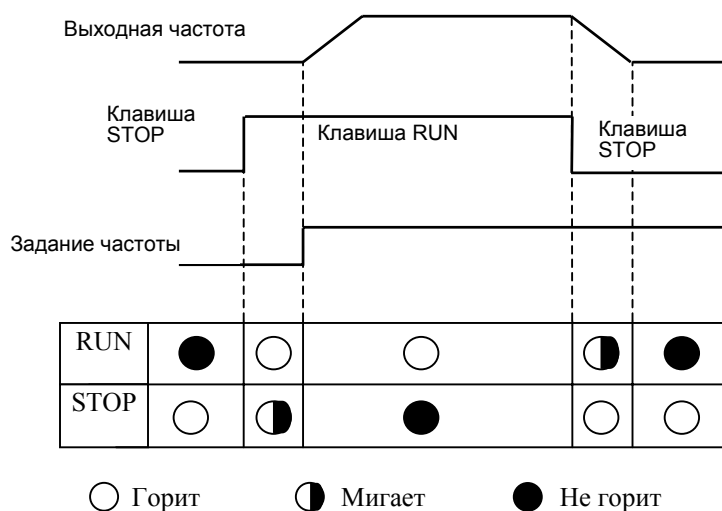 Выходная частота
Клавиша
STOP
Клавиша RUN
Клавиша
STOP
Задание частоты
RUN
STOP
Горит
Мигает
Не горит